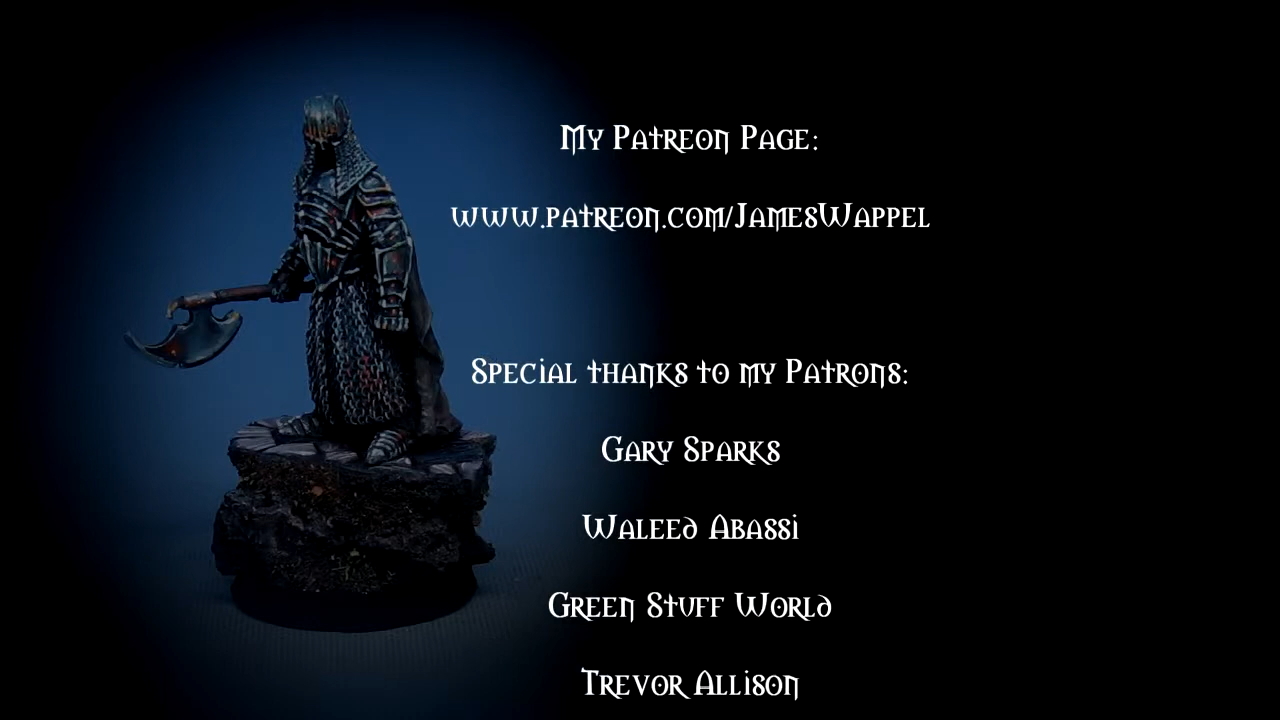 My Patreon Page:
www.patreon.com/JamesWappel
Special thanks to my Patrons:
Gary Sparks
Waleed Abassi
Green Stuff World
Trevor Allison